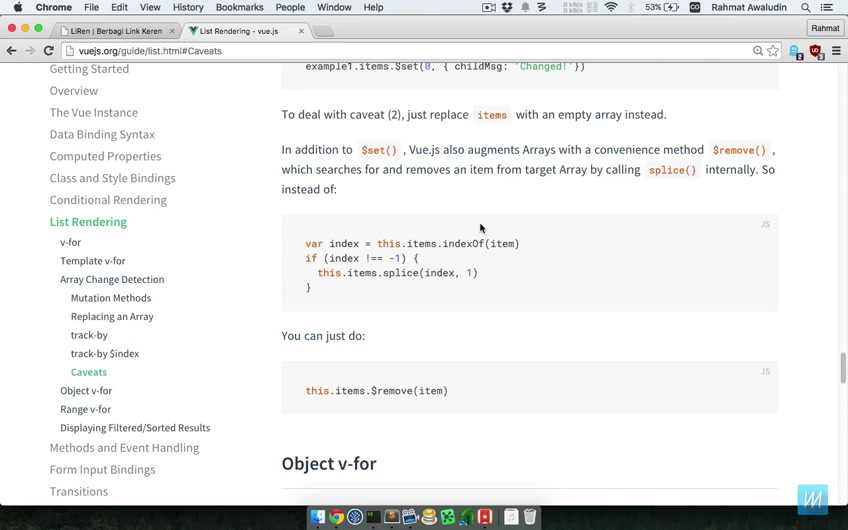 Chrome File Edit View History Bookmarks People Window Help 53% Rahmat Awaludin
LiRen | Berbagi Link Keren
List Rendering - vue.js
Rahmat
vuejs.org/guide/list.html#Caveats
Getting Started
Overview
The Vue Instance
Data Binding Syntax
Computed Properties
Class and Style Bindings
Conditional Rendering
List Rendering
v-for
Template v-for
Array Change Detection
Mutation Methods
Replacing an Array
track-by
track-by $index
Caveats
Object v-for
Range v-for
Displaying Filtered/Sorted Results
Methods and Event Handling
Form Input Bindings
Transitions
example1.items.$set(0, { childMsg: 'Changed!'})
To deal with caveat (2), just replace items with an empty array instead.
In addition to $set() , Vue.js also augments Arrays with a convenience method $remove() ,
which searches for and removes an item from target Array by calling splice() internally. So
instead of:
JS
var index = this.items.indexOf(item)
if (index !== -1) {
this.items.splice(index, 1)
}
You can just do:
JS
this.items.$remove(item)
Object v-for